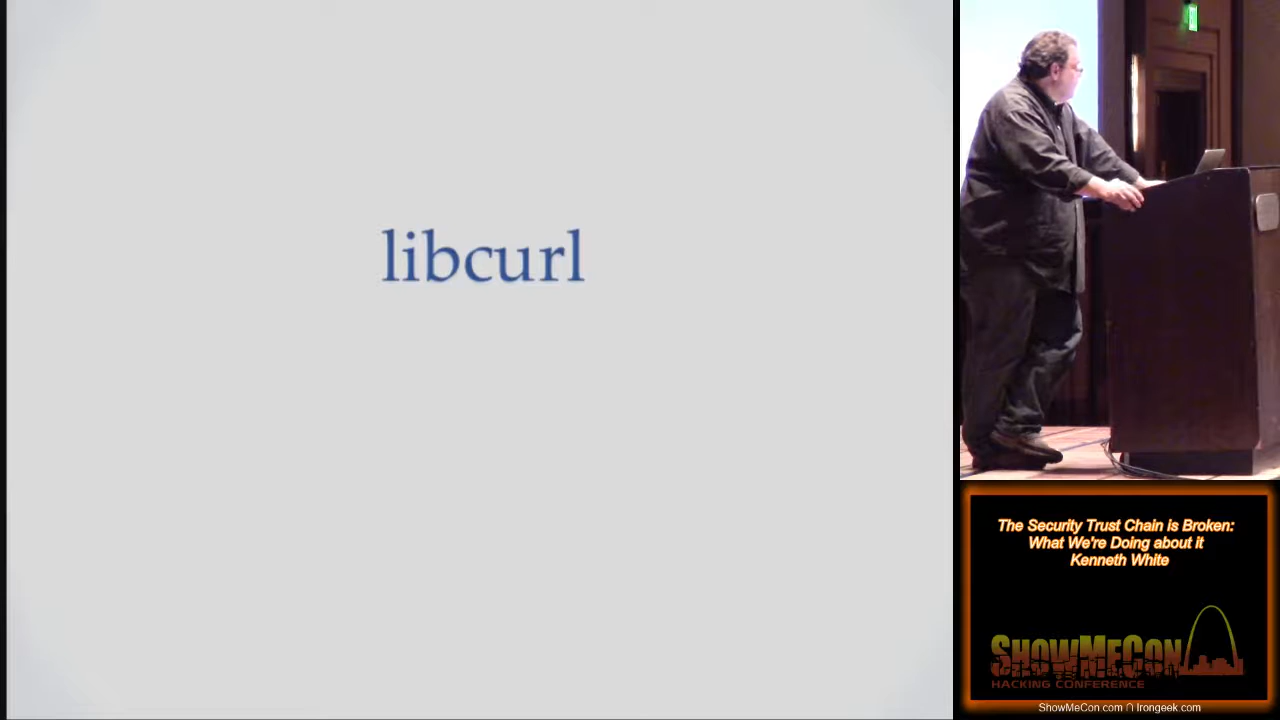 libcurl
The Security Trust Chain is Broken:
What We're Doing about it
Kenneth White
SHOWMECON
HACKING CONFERENCE
ShowMeCon.com ∩ Irongeek.com